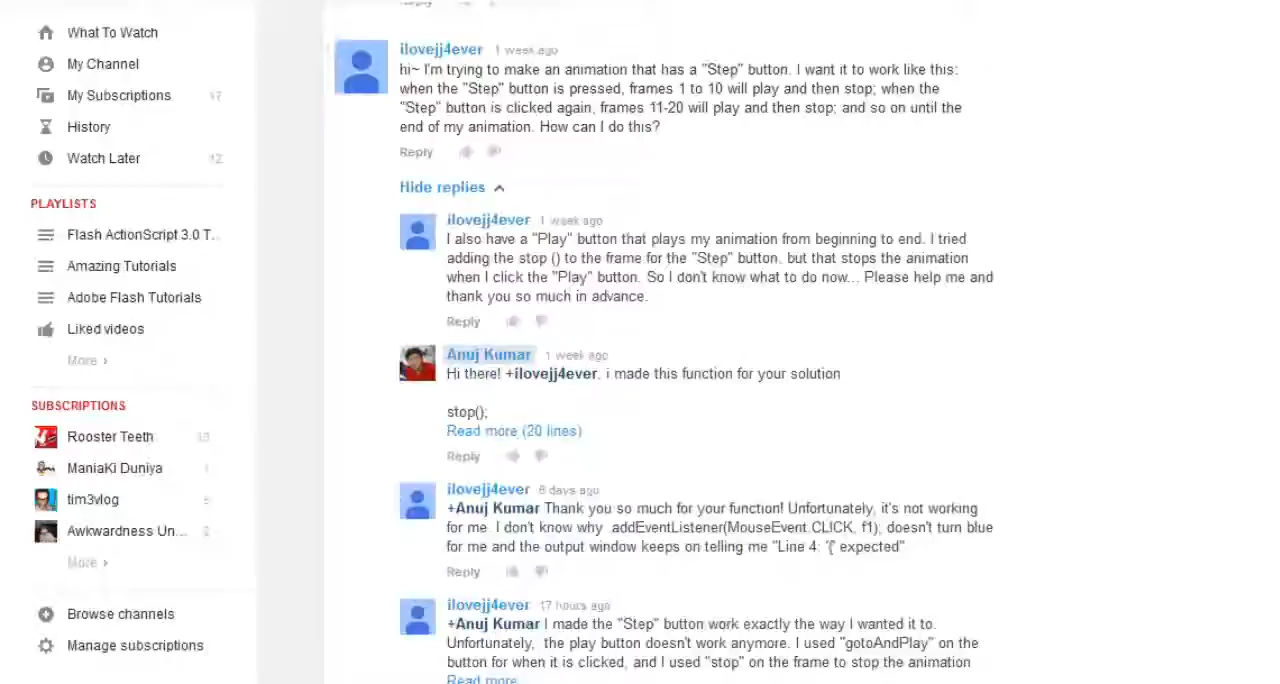 What To Watch
My Channel
My Subscriptions 17
History
Watch Later 12
PLAYLISTS
Flash ActionScript 3.0 T...
Amazing Tutorials
Adobe Flash Tutorials
Liked videos
More ›
SUBSCRIPTIONS
Rooster Teeth
ManiaKi Duniya
tim3vlog
Awkwardness Un... 2
More ›
Browse channels
Manage subscriptions
Reply
ilovejj4ever 1 week ago
hi~ I'm trying to make an animation that has a "Step" button. I want it to work like this:
when the "Step" button is pressed, frames 1 to 10 will play and then stop; when the
"Step" button is clicked again, frames 11-20 will play and then stop; and so on until the
end of my animation. How can I do this?
Reply
Hide replies
ilovejj4ever 1 week ago
I also have a "Play" button that plays my animation from beginning to end. I tried
adding the stop () to the frame for the "Step" button. but that stops the animation
when I click the "Play" button. So I don't know what to do now... Please help me and
thank you so much in advance.
Reply
Anuj Kumar 1 week ago
Hi there! +ilovejj4ever. i made this function for your solution
stop();
Read more (20 lines)
Reply
ilovejj4ever 6 days ago
+Anuj Kumar Thank you so much for your function! Unfortunately, it's not working
for me. I don't know why .addEventListener(MouseEvent.CLICK, f1); doesn't turn blue
for me and the output window keeps on telling me "Line 4: '{' expected"
Reply
ilovejj4ever 17 hours ago
+Anuj Kumar I made the "Step" button work exactly the way I wanted it to.
Unfortunately, the play button doesn't work anymore. I used "gotoAndPlay" on the
button for when it is clicked, and I used "stop" on the frame to stop the animation
Read more